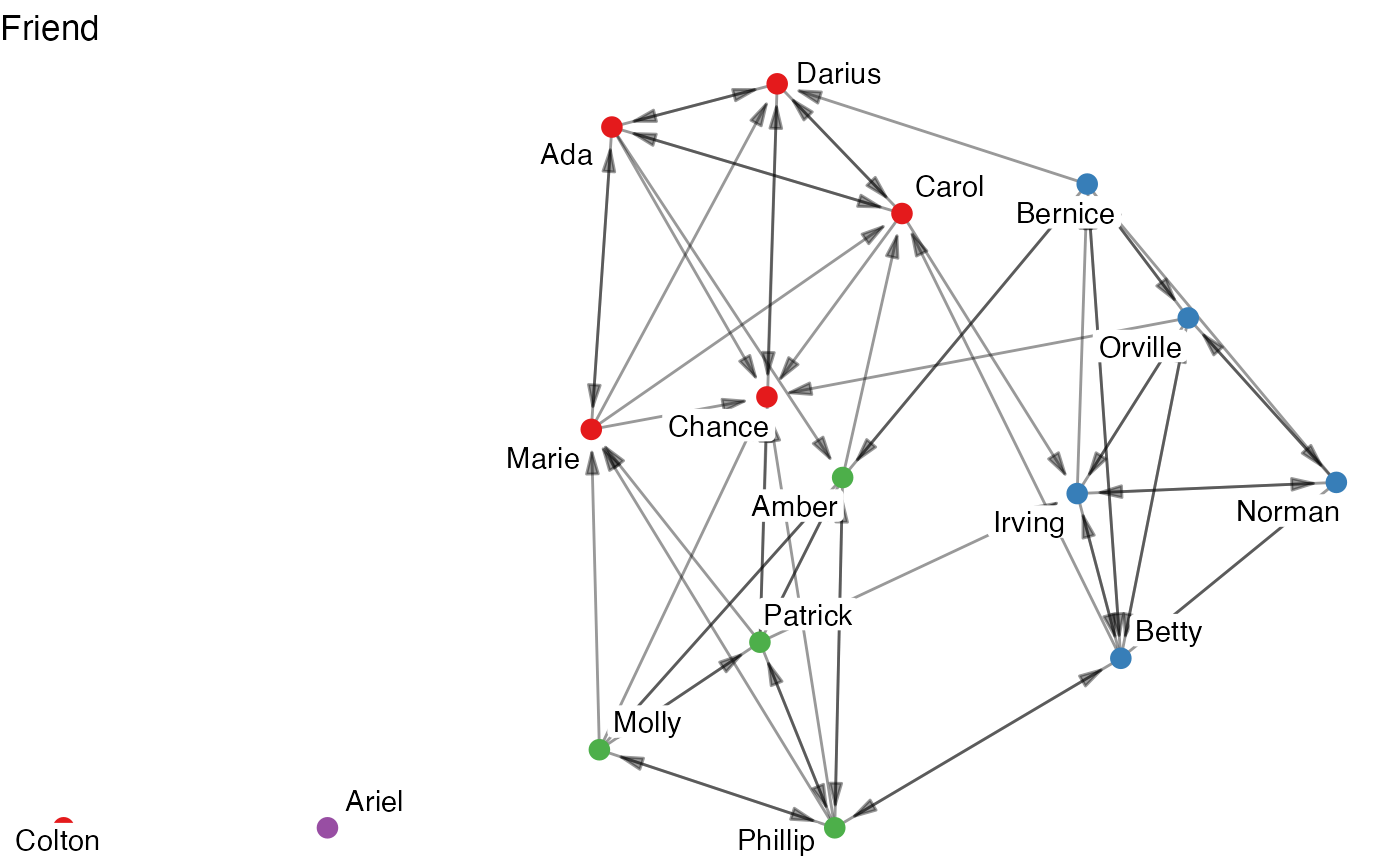 Friend
Darius
Ada
Carol
Bernice
Orville
Chance
Marie
Amber
Norman
Irving
Patrick
Betty
Molly
Ariel
Colton
Phillip